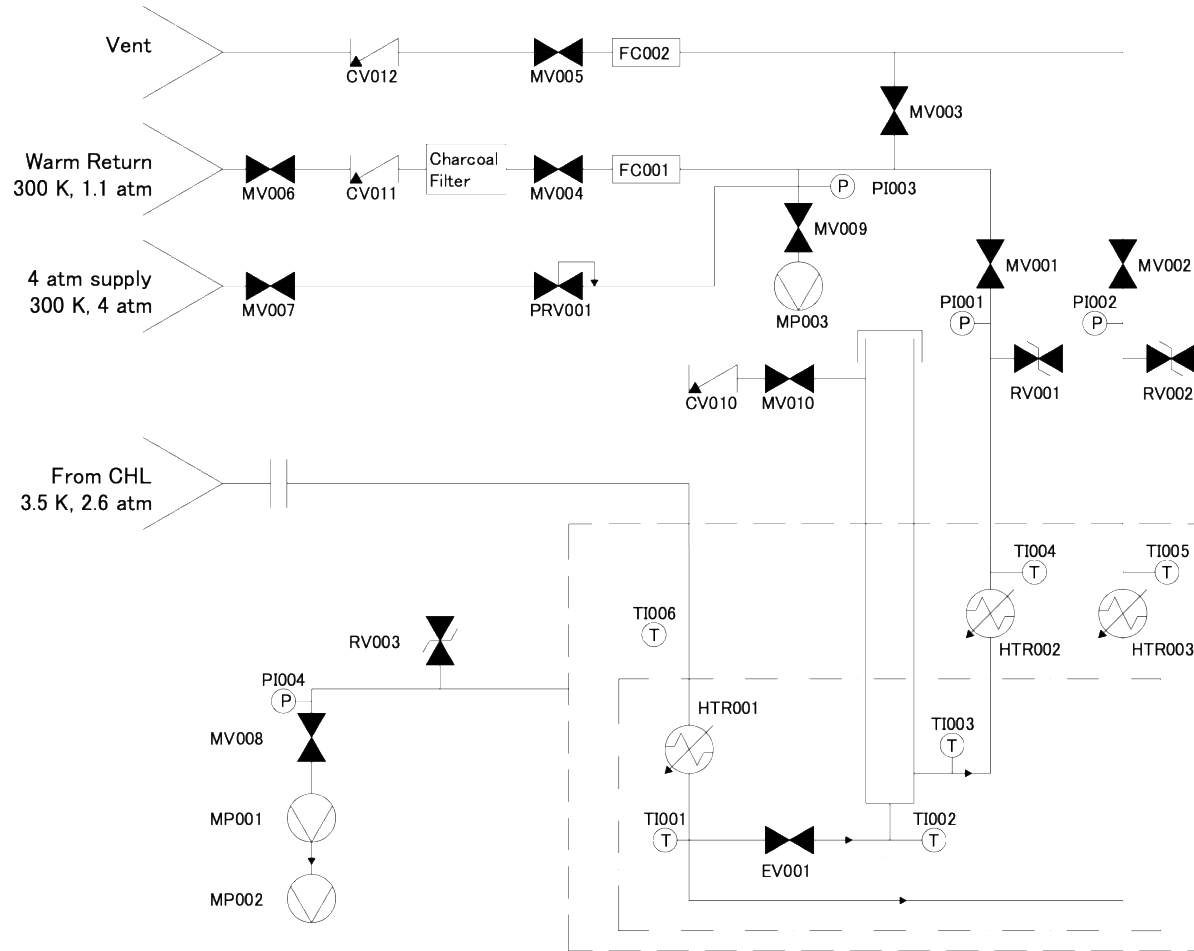 Vent
CV012
MV005
FC002
MV003
Warm Return
300 K, 1.1 atm
MV006
CV011
Charcoal
Filter
MV004
FC001
P
PI003
MV009
MP003
4 atm supply
300 K, 4 atm
MV007
PRV001
MV001
MV002
PI001
P
PI002
P
RV001
RV002
CV010
MV010
From CHL
3.5 K, 2.6 atm
TI004
T
TI005
T
TI006
T
HTR002
HTR003
RV003
PI004
P
MV008
HTR001
TI003
T
MP001
TI001
T
EV001
TI002
T
MP002